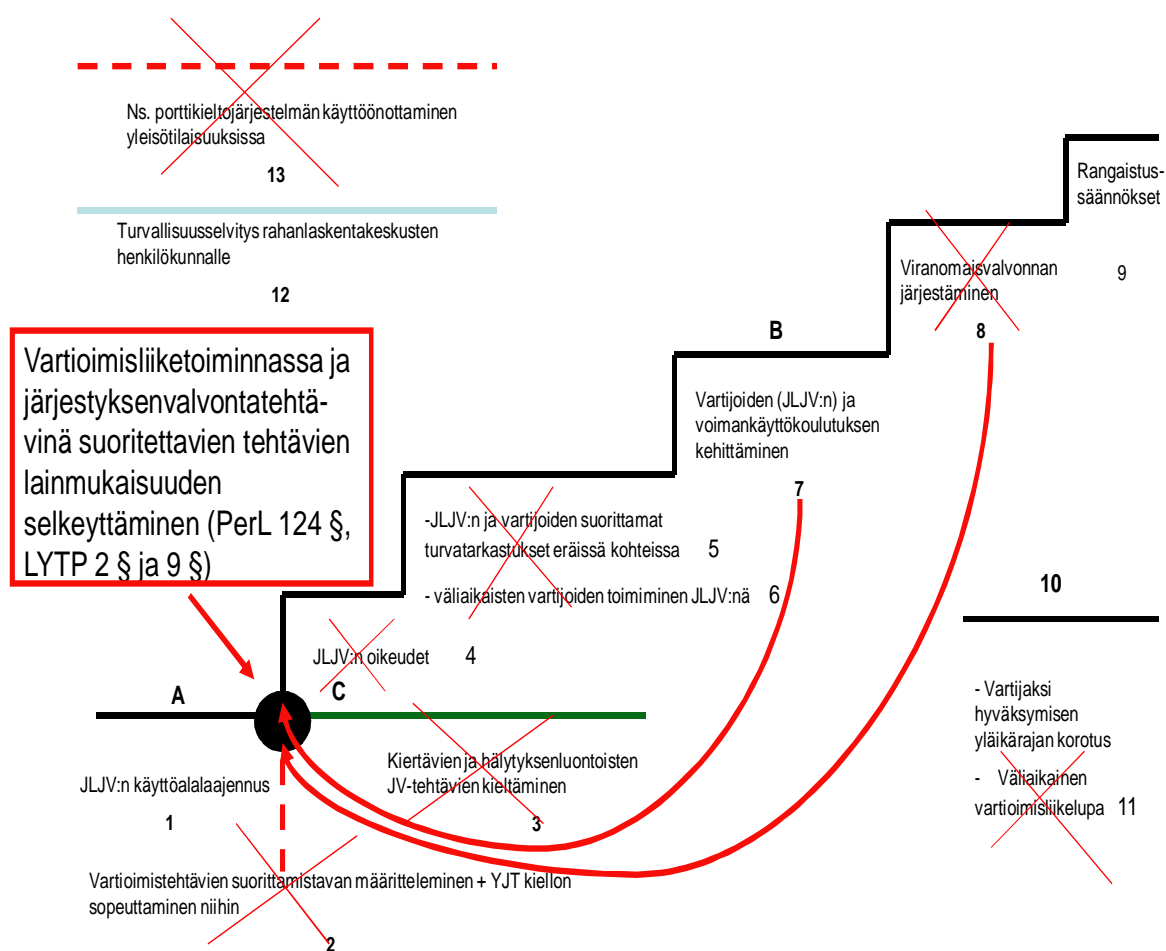 Ns. porttikieltojärjestelmän käyttöönottaminen
yleisötilaisuuksissa
13
Turvallisuusselvitys rahanlaskentakeskusten
henkilökunnalle
12
Vartioimisliiketoiminnassa ja
järjestyksenvalvontatehtä-
vinä suoritettavien tehtävien
lainmukaisuuden
selkeyttäminen (PerL 124 §,
LYTP 2 § ja 9 §)
Rangaistus-
säännökset
9
Viranomaisvalvonnan
järjestäminen
8
B
Vartijoiden (JLJV:n) ja
voimankäyttökoulutuksen
kehittäminen
7
-JLJV:n ja vartijoiden suorittamat
turvatarkastukset eräissä kohteissa 5
- väliaikaisten vartijoiden toimiminen JLJV:nä 6
JLJV:n oikeudet 4
A
C
Kiertävien ja hälytyksenluontoisten
JV-tehtävien kieltäminen
3
JLJV:n käyttöalalaajennus
1
Vartioimistehtävien suorittamistavan määritteleminen + YJT kiellon
sopeuttaminen niihin
2
10
- Vartijaksi
hyväksymisen
yläikärajan korotus
- Väliaikainen
vartioimisliikelupa 11